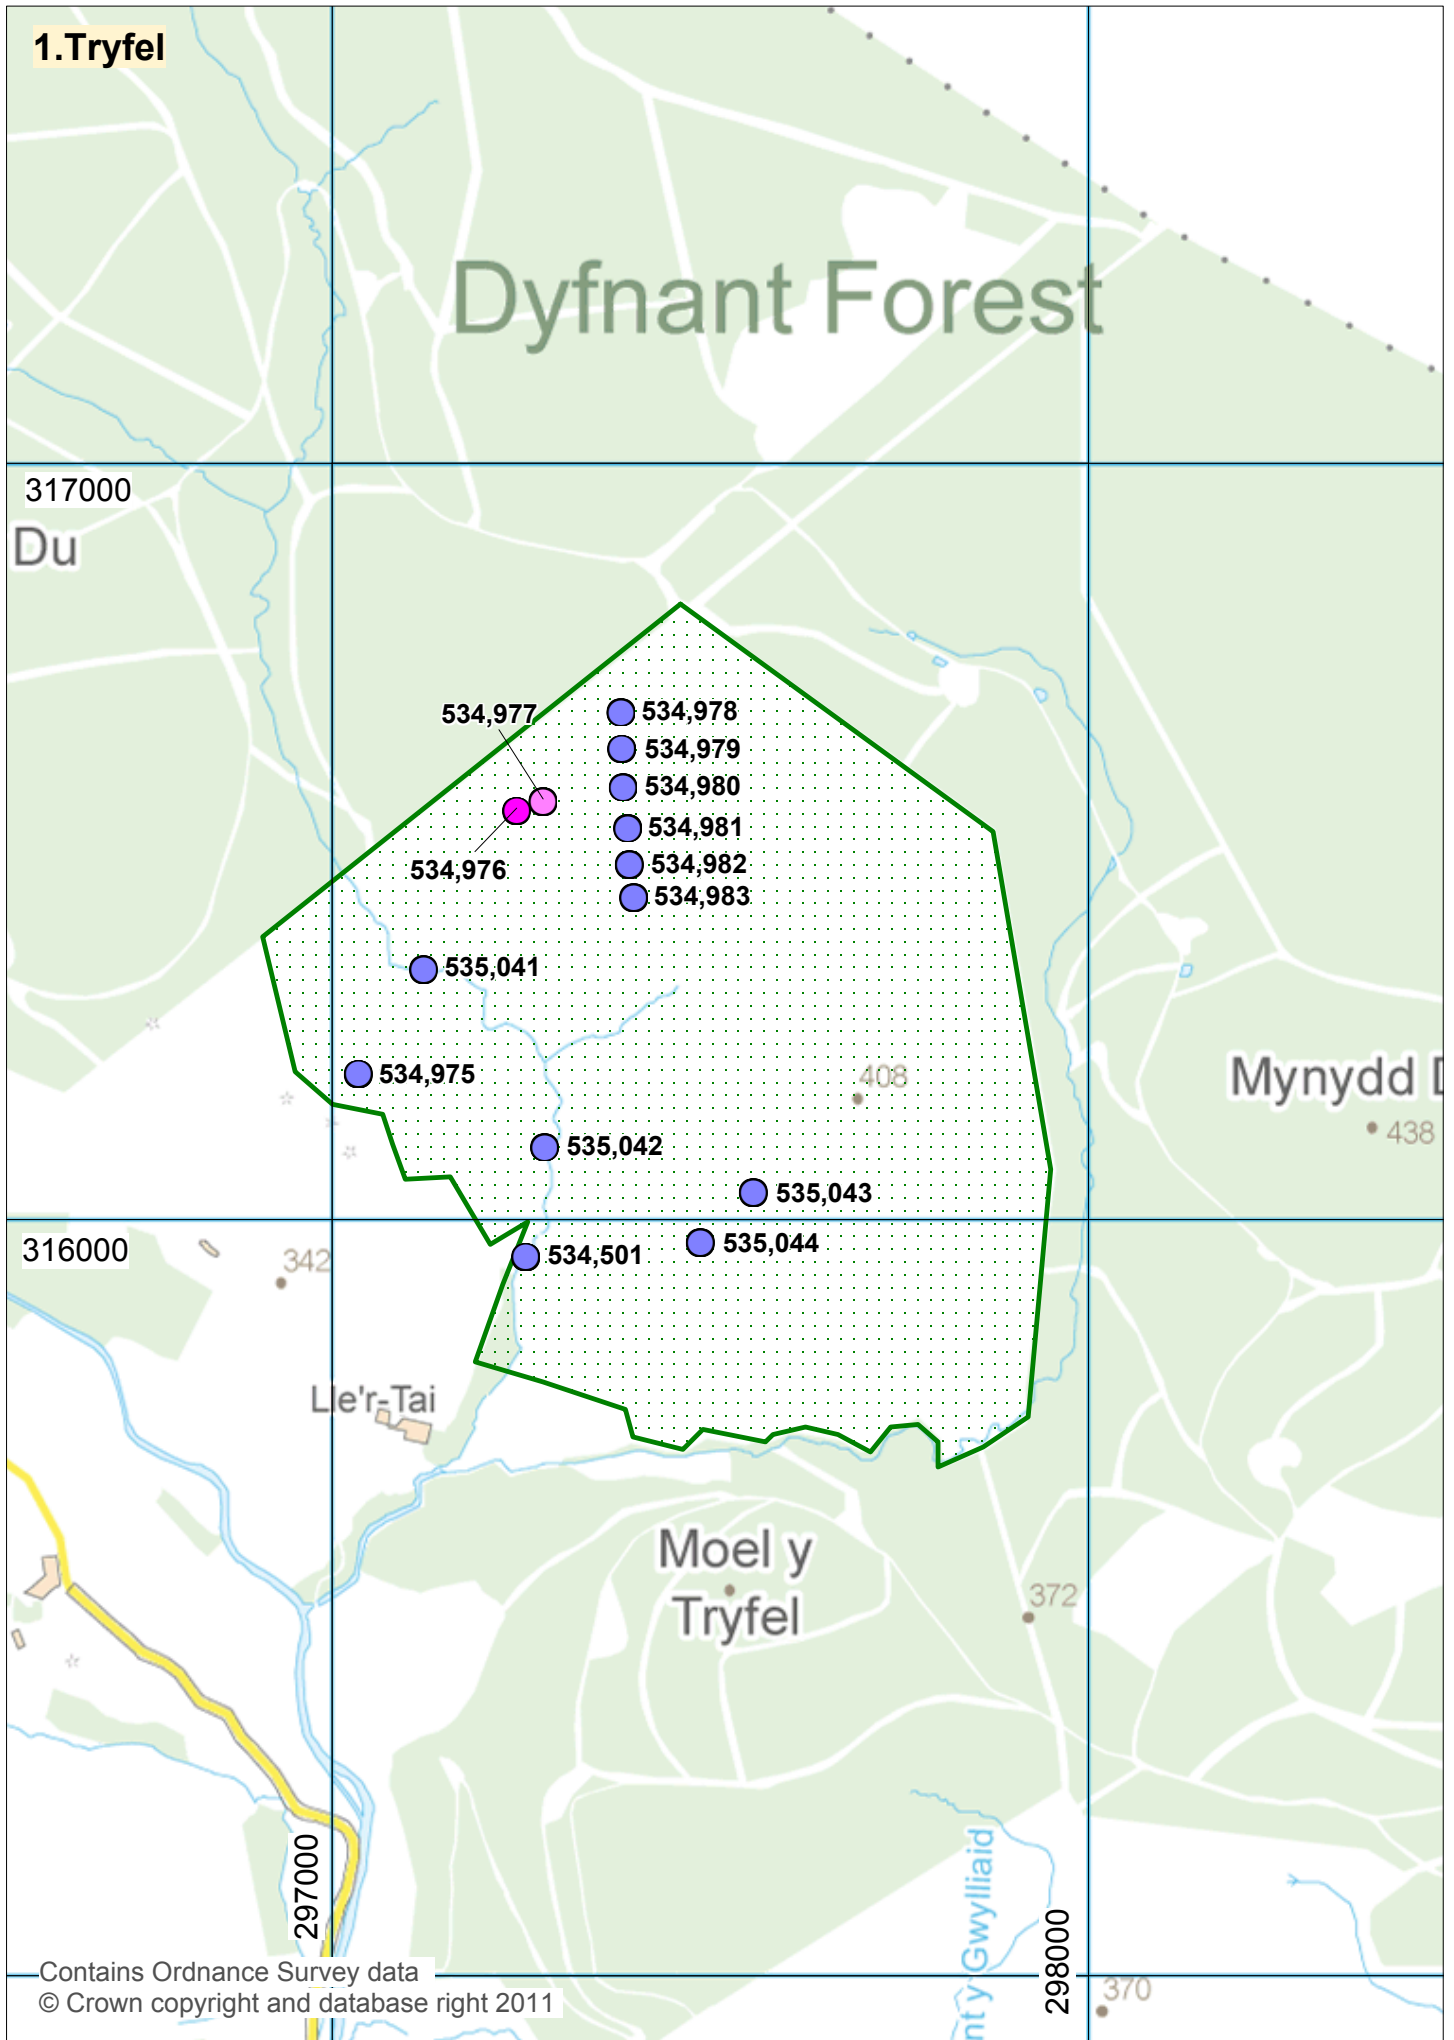 1.Tryfel
Dyfnant Forest
317000
Du
534,977
534,978
534,979
534,980
534,981
534,976
534,982
534,983
535,041
534,975
408
Mynydd D
438
535,042
535,043
316000
535,044
534,501
342
Lle'r-Tai
Moel y
Tryfel
372
297000
298000
nt y Gwylliaid
370
Contains Ordnance Survey data
© Crown copyright and database right 2011